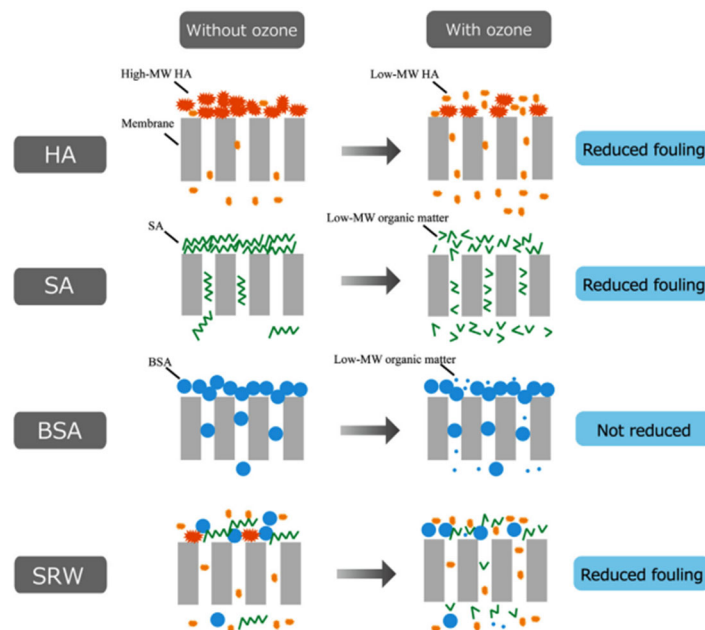 Without ozone
With ozone
High-MW HA
Low-MW HA
Membrane
HA
Reduced fouling
SA
Low-MW organic matter
SA
Reduced fouling
BSA
Low-MW organic matter
BSA
Not reduced
SRW
Reduced fouling